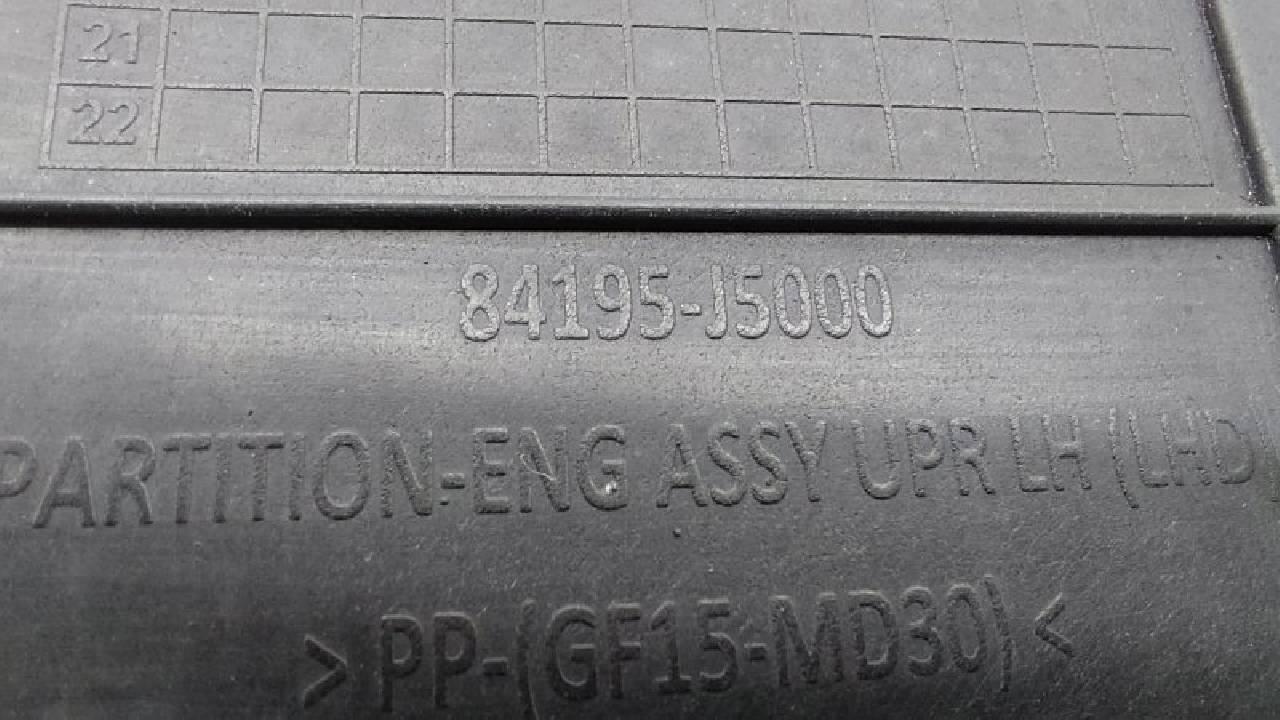 21
22
84195-J5000
PARTITION-ENG ASSY UPR LH (LHD)
>PP-(GF15-MD30)<